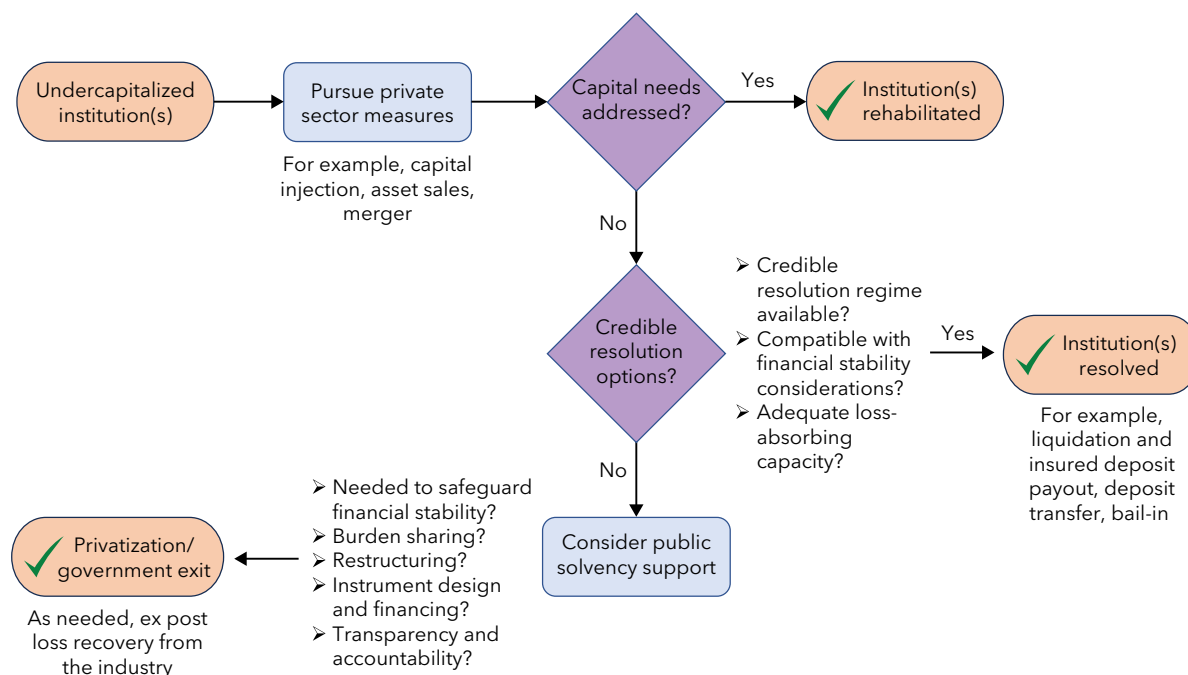 Undercapitalized
institution(s)
Pursue private
sector measures
For example, capital
injection, asset sales,
merger
Capital needs
addressed?
Yes
Institution(s)
rehabilitated
No
Credible
resolution
options?
➢ Credible
resolution regime
available?
➢ Compatible with
financial stability
considerations?
➢ Adequate loss-
absorbing
capacity?
Yes
Institution(s)
resolved
For example,
liquidation and
insured deposit
payout, deposit
transfer, bail-in
No
Consider public
solvency support
➢ Needed to safeguard
financial stability?
➢ Burden sharing?
➢ Restructuring?
➢ Instrument design
and financing?
➢ Transparency and
accountability?
Privatization/
government exit
As needed, ex post
loss recovery from
the industry